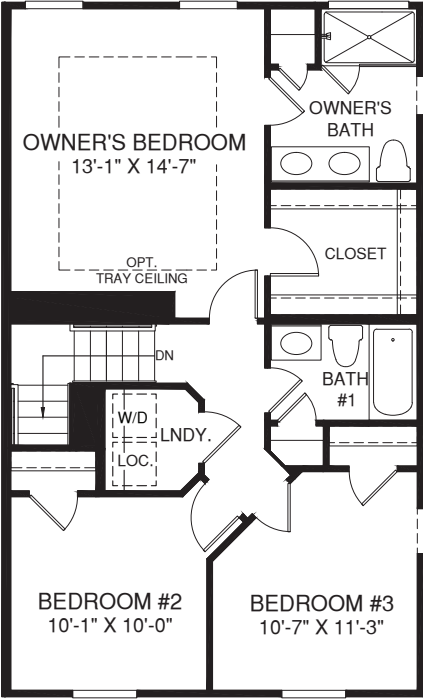 OWNER'S
BATH
OWNER'S BEDROOM
13'-1" X 14'-7"
CLOSET
OPT.
TRAY CEILING
DN
BATH
#1
W/D
LNDY.
LOC.
BEDROOM #2
10'-1" X 10'-0"
BEDROOM #3
10'-7" X 11'-3"